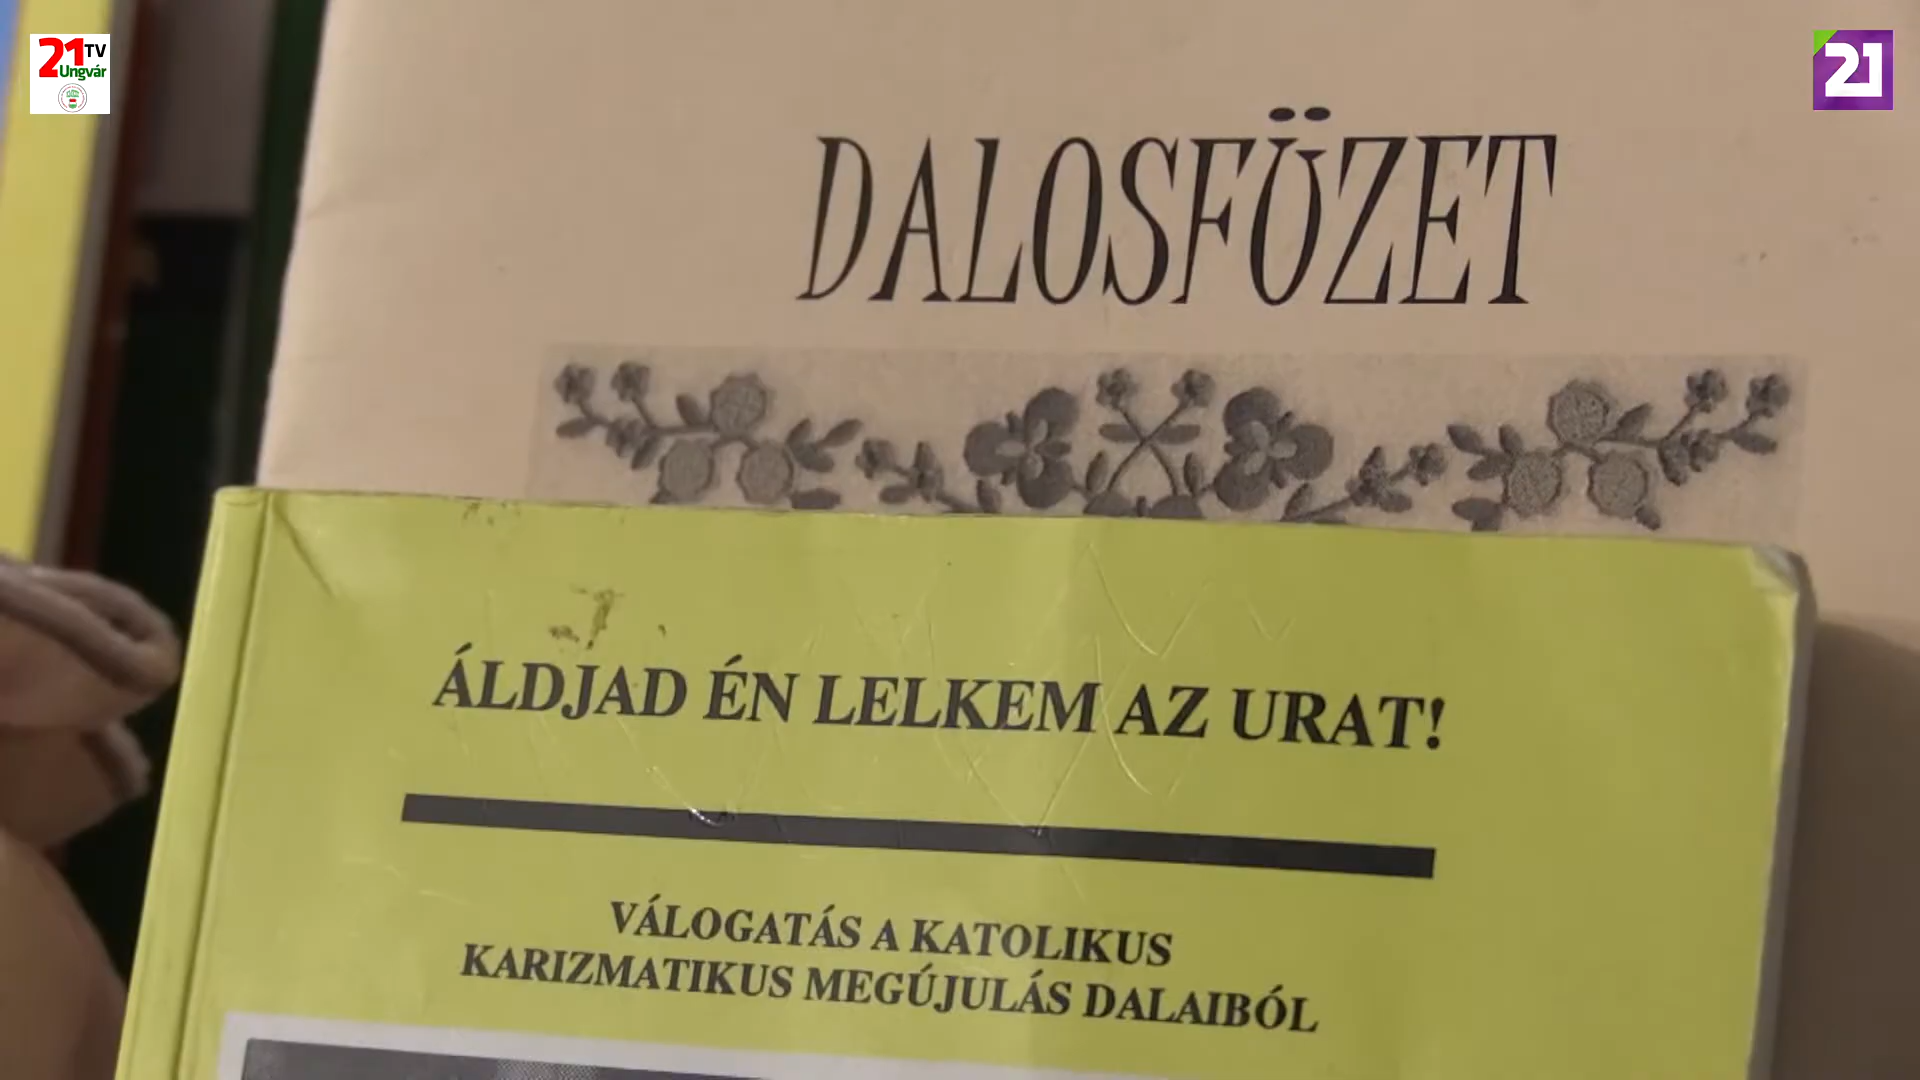 21 TV
Ungvár
21
DALOSFÜZET
ÁLDJAD ÉN LELKEM AZ URAT!
VÁLOGATÁS A KATOLIKUS
KARIZMATIKUS MEGÚJULÁS DALAIBÓL